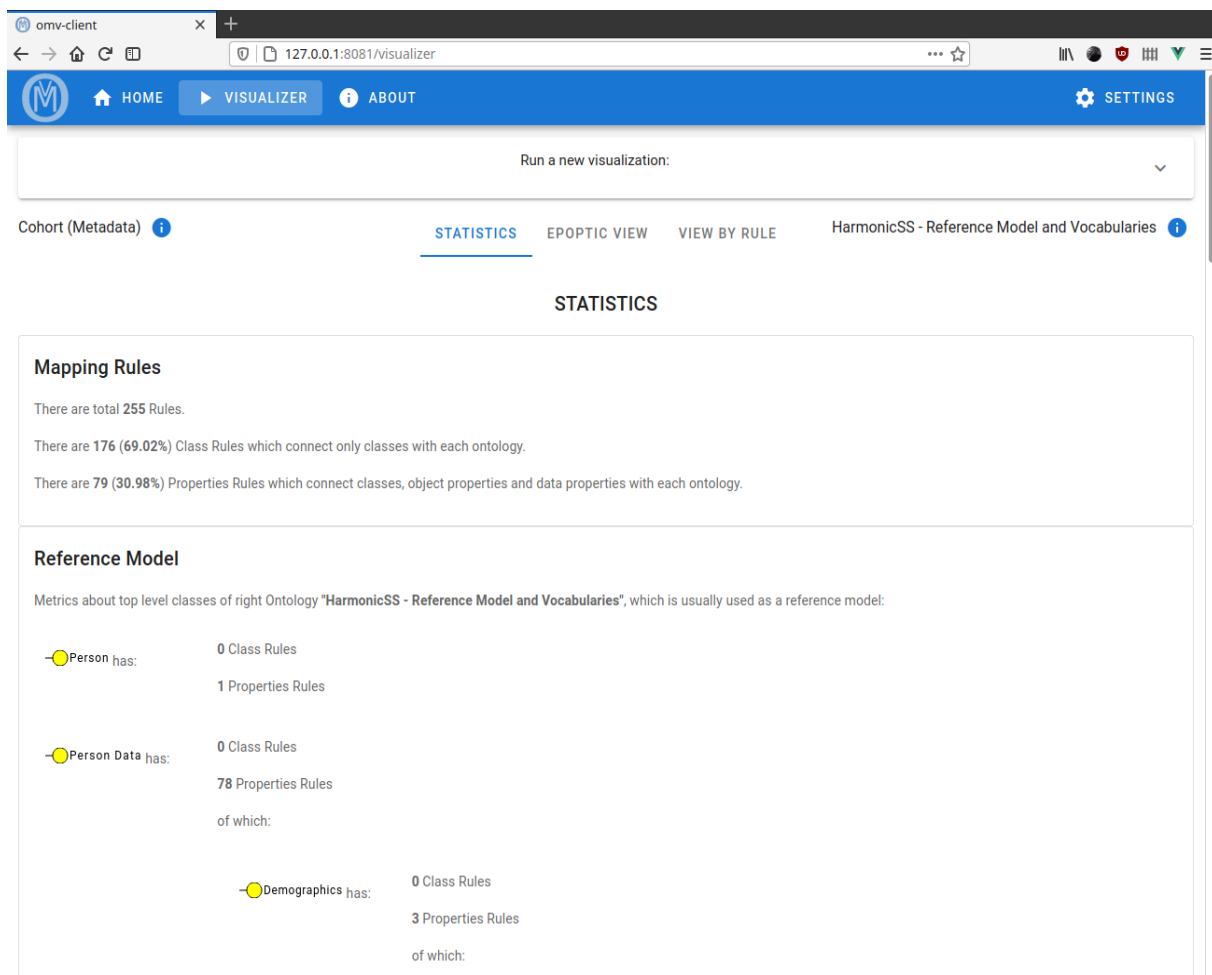 omv-client
127.0.0.1:8081/visualizer
HOME
VISUALIZER
ABOUT
SETTINGS
Run a new visualization:
Cohort (Metadata)
STATISTICS
EPOPTIC VIEW
VIEW BY RULE
HarmonicSS - Reference Model and Vocabularies
STATISTICS
Mapping Rules
There are total 255 Rules.
There are 176 (69.02%) Class Rules which connect only classes with each ontology.
There are 79 (30.98%) Properties Rules which connect classes, object properties and data properties with each ontology.
Reference Model
Metrics about top level classes of right Ontology "HarmonicSS - Reference Model and Vocabularies", which is usually used as a reference model:
Person has:
0 Class Rules
1 Properties Rules
Person Data has:
0 Class Rules
78 Properties Rules
of which:
Demographics has:
0 Class Rules
3 Properties Rules
of which: